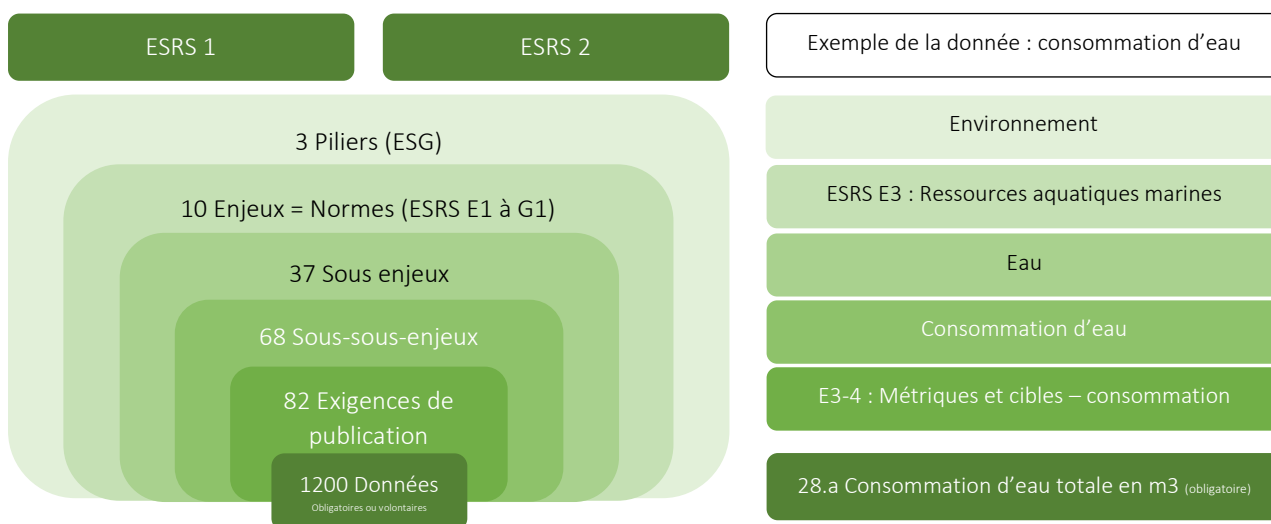 ESRS 1
ESRS 2
3 Piliers (ESG)
10 Enjeux = Normes (ESRS E1 à G1)
37 Sous enjeux
68 Sous-sous-enjeux
82 Exigences de
publication
1200 Données
Obligatoires ou volontaires
Exemple de la donnée : consommation d’eau
Environnement
ESRS E3 : Ressources aquatiques marines
Eau
Consommation d’eau
E3-4 : Métriques et cibles – consommation
28.a Consommation d’eau totale en m3 (obligatoire)